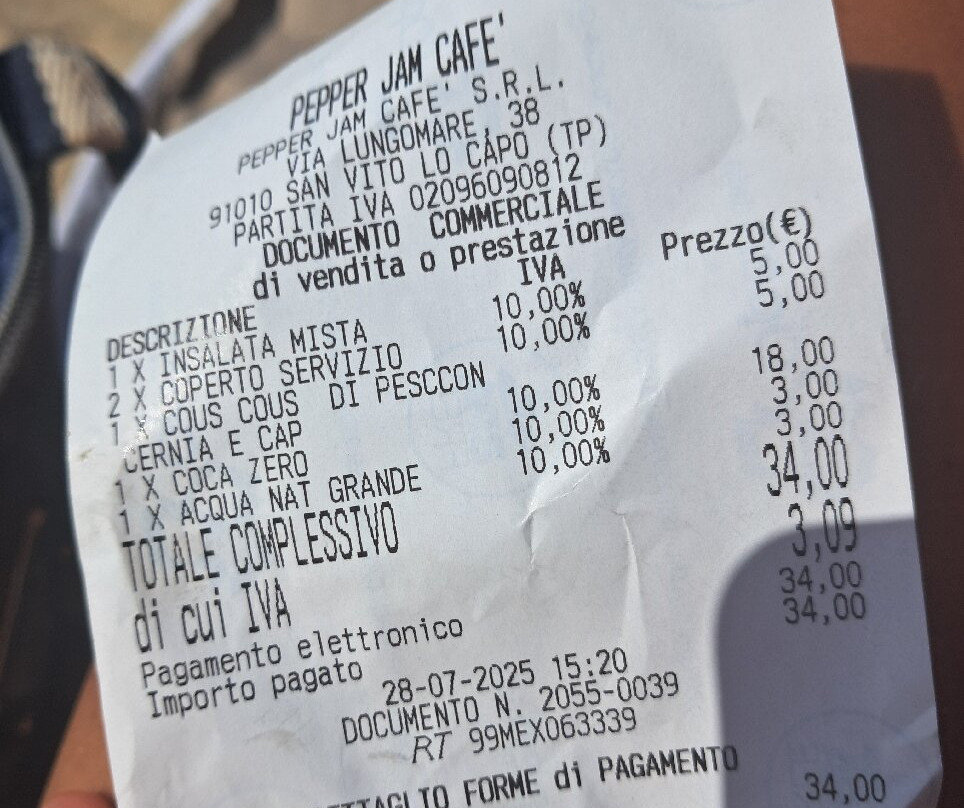 PEPPER JAM CAFE'
PEPPER JAM CAFE' S.R.L.
VIA LUNGOMARE, 38
91010 SAN VITO LO CAPO (TP)
PARTITA IVA 02096090812
DOCUMENTO COMMERCIALE
di vendita o prestazione
DESCRIZIONE IVA Prezzo(€)
1 X INSALATA MISTA 10,00% 5,00
2 X COPERTO SERVIZIO 10,00% 5,00
1 X COUS COUS DI PESCCON
CERNIA E CAP 10,00% 18,00
1 X COCA ZERO 10,00% 3,00
1 X ACQUA NAT GRANDE 10,00% 3,00
TOTALE COMPLESSIVO 34,00
di cui IVA 3,09
Pagamento elettronico 34,00
Importo pagato 34,00
28-07-2025 15:20
DOCUMENTO N. 2055-0039
RT 99MEX063339
FORME di PAGAMENTO
34,00